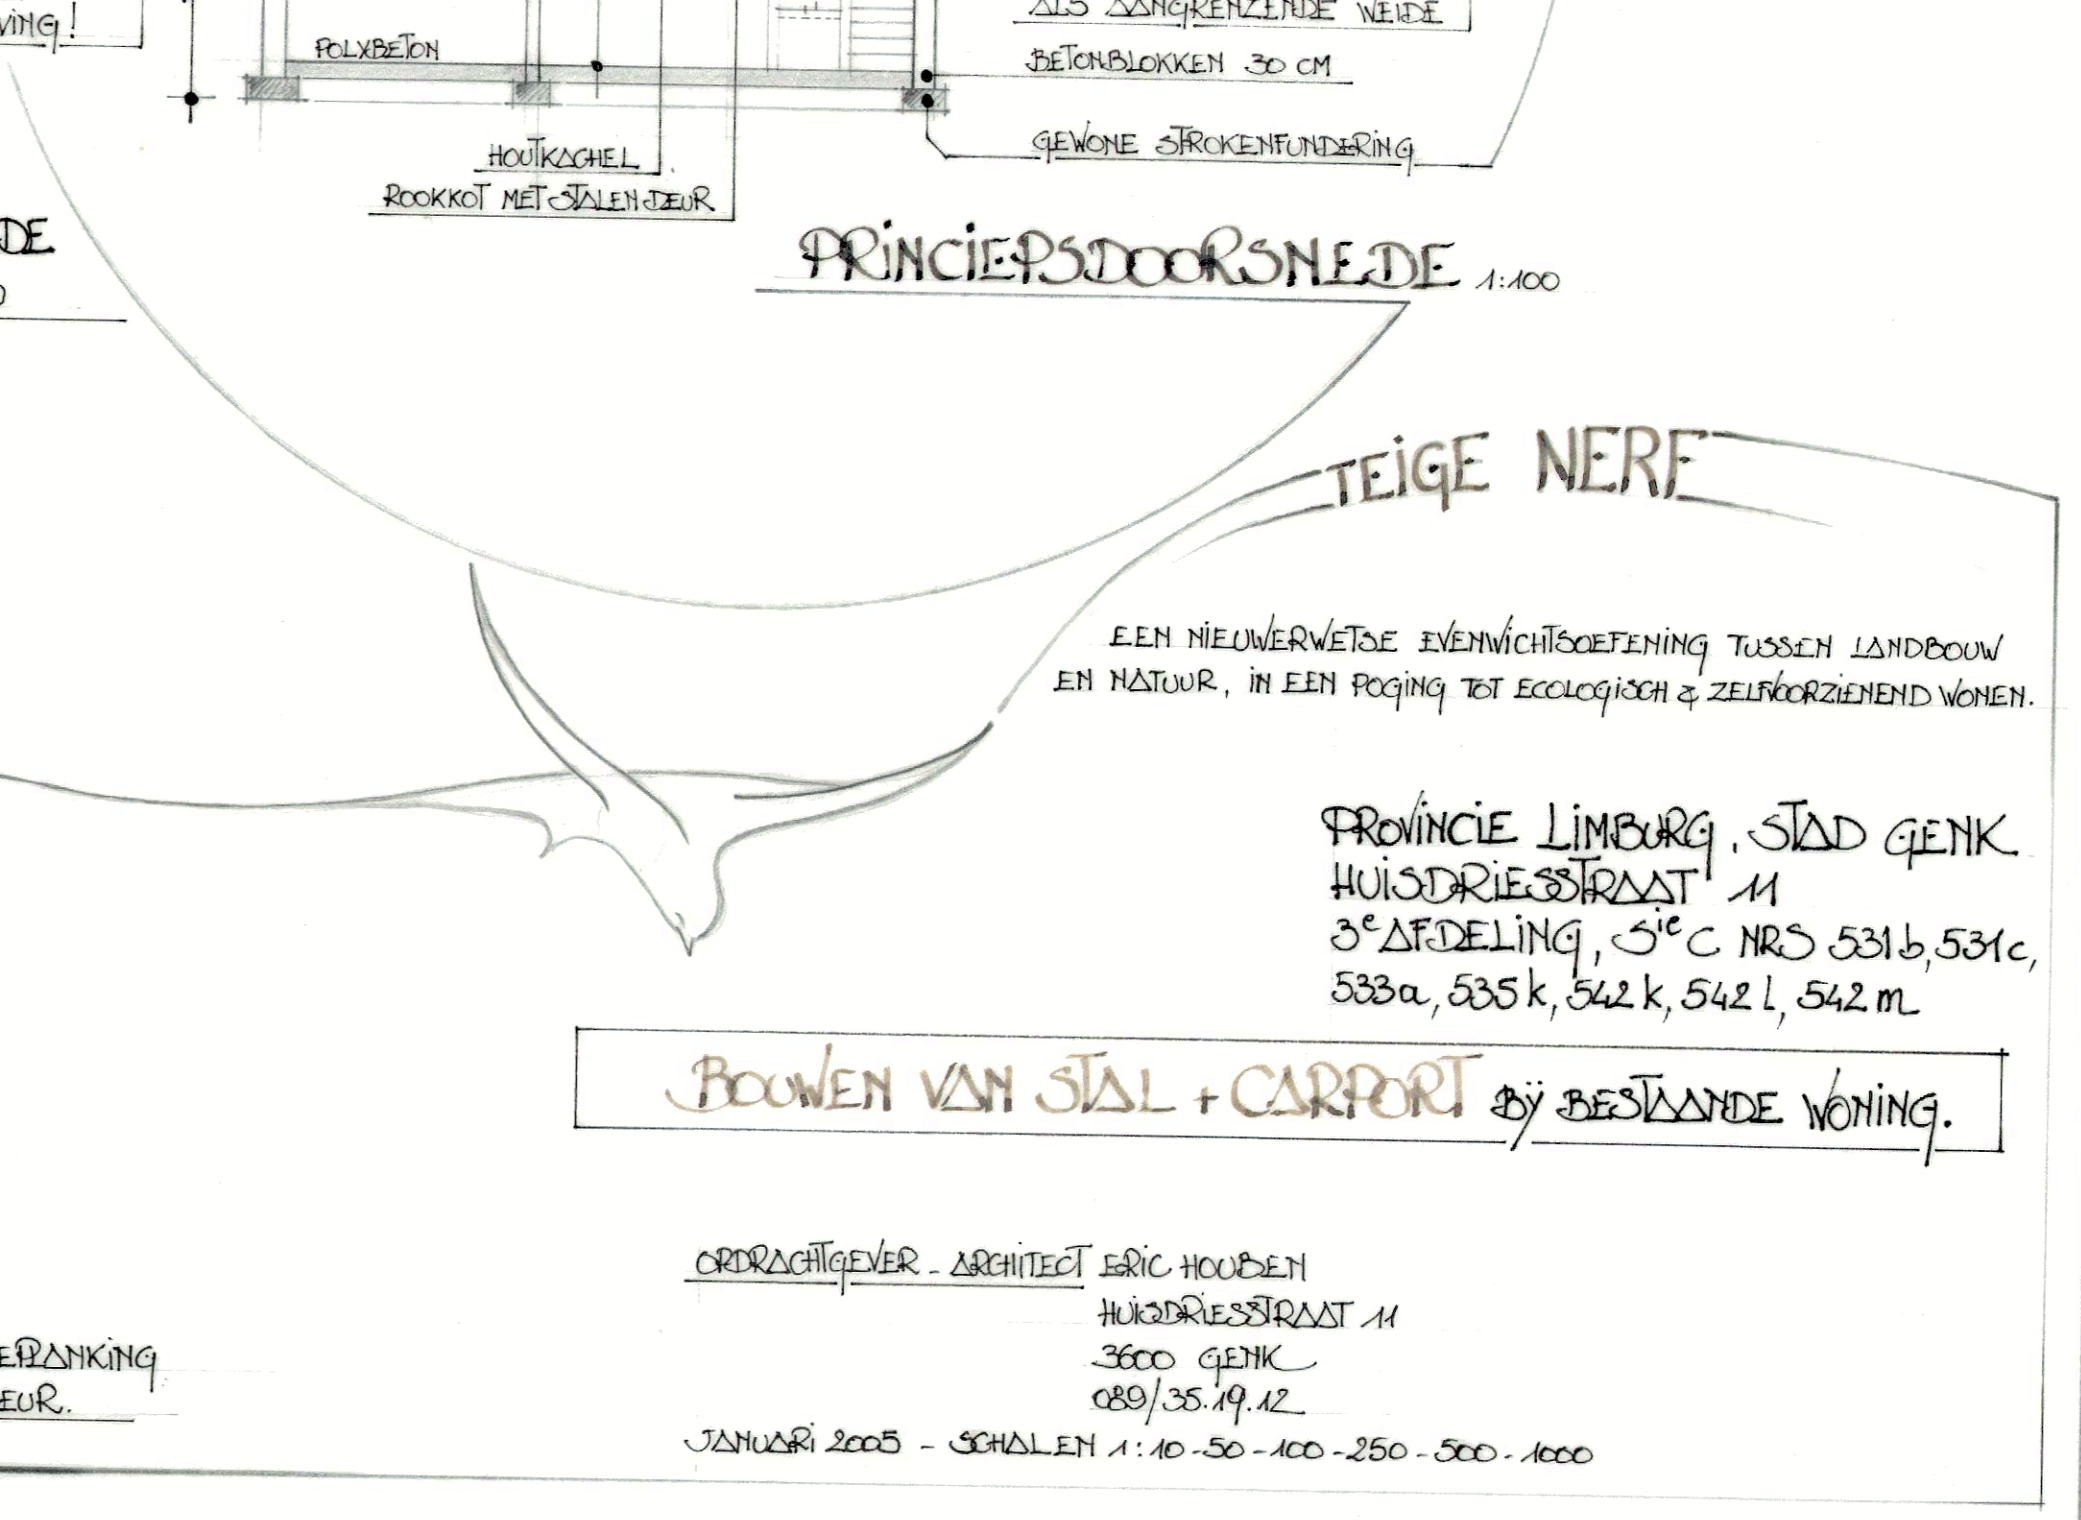 VING!
POLYBETON
ALS AANGRENZENDE WEIDE
BETONBLOKKEN 30 CM
GEWONE STROKENFUNDERING
HOUTKACHEL
ROOKKOT MET STALEN DEUR
DE
PRINCIEPSDOORSNEDE 1:100
TEIGE NERF
EEN NIEUWERWETSE EVENWICHTSOEFENING TUSSEN LANDBOUW
EN NATUUR, IN EEN POGING TOT ECOLOGISCH & ZELFVOORZIENEND WONEN.
PROVINCIE LIMBURG, STAD GENK
HUISDRIESSTRAAT 11
3e AFDELING, Sie C NRS 531b, 531c,
533a, 535k, 542k, 542l, 542m
BOUWEN VAN STAL + CARPORT BIJ BESTAANDE WONING.
OPDRACHTGEVER - ARCHITECT ERIC HOUBEN
HUISDRIESSTRAAT 11
3600 GENK
089/35.19.12
JANUARI 2005 - SCHALEN 1:10-50-100-250-500-1000
EPLANKING
EUR.